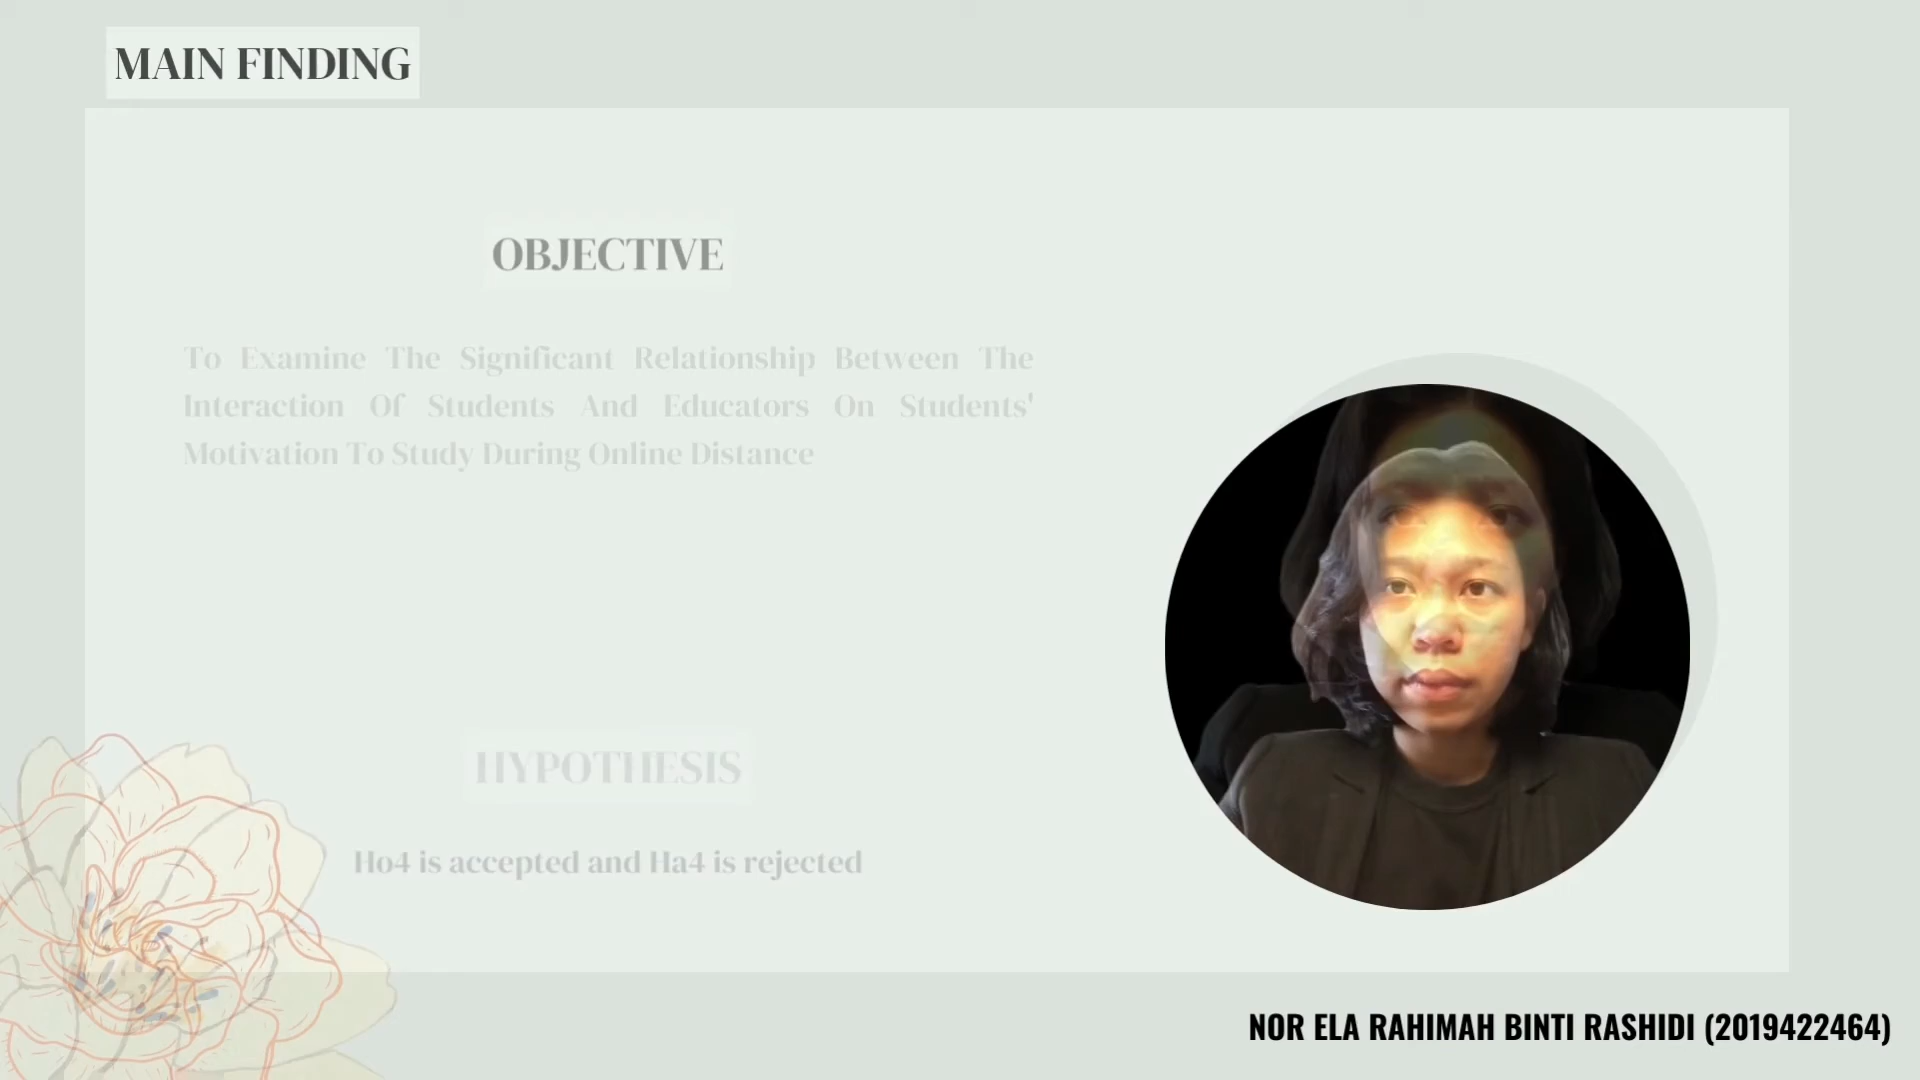 MAIN FINDING
OBJECTIVE
To Examine The Significant Relationship Between The
Interaction Of Students And Educators On Students'
Motivation To Study During Online Distance
HYPOTHESIS
Ho4 is accepted and Ha4 is rejected
NOR ELA RAHIMAH BINTI RASHIDI (2019422464)